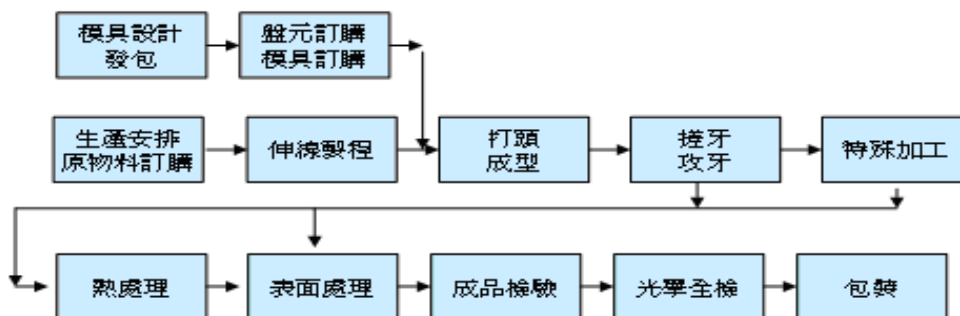 模具設計
發包
盤元訂購
模具訂購
生產安排
原物料訂購
伸線製程
打頭
成型
搓牙
攻牙
特殊加工
熱處理
表面處理
成品檢驗
光學全檢
包裝